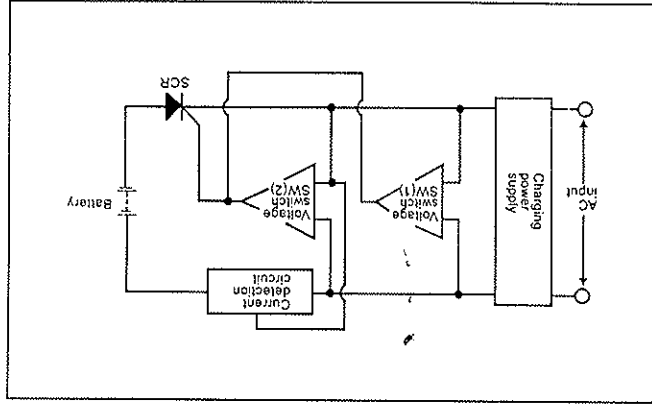 AC
input
Charging
power
supply
Current
detection
circuit
Voltage
switch
SW(1)
Voltage
switch
SW(2)
Battery
SCR